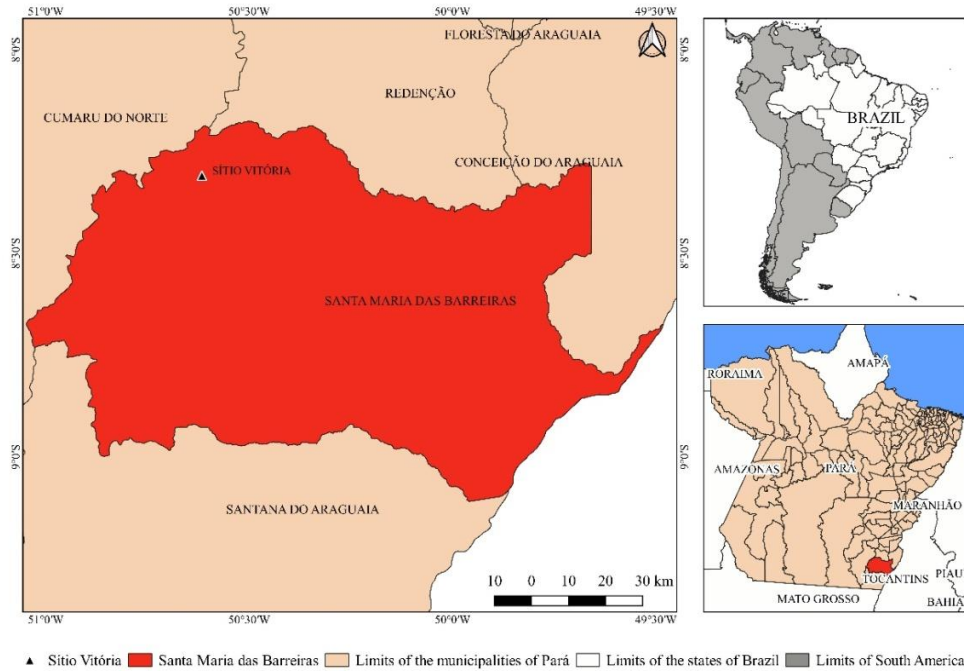 51°0'W
50°30'W
50°0'W
49°30'W
8°0'S
8°0'S
FLORESTA DO ARAGUAIA
REDENÇÃO
CUMARU DO NORTE
CONCEIÇÃO DO ARAGUAIA
SÍTIO VITÓRIA
8°30'S
8°30'S
SANTA MARIA DAS BARREIRAS
9°0'S
9°0'S
SANTANA DO ARAGUAIA
10 0 10 20 30 km
51°0'W
50°30'W
50°0'W
49°30'W
BRAZIL
AMAPÁ
RORAIMA
AMAZONAS
PARÁ
MARANHÃO
TOCANTINS
PIAUÍ
MATO GROSSO
BAHIA
Sítio Vitória Santa Maria das Barreiras Limits of the municipalities of Pará Limits of the states of Brazil Limits of South America